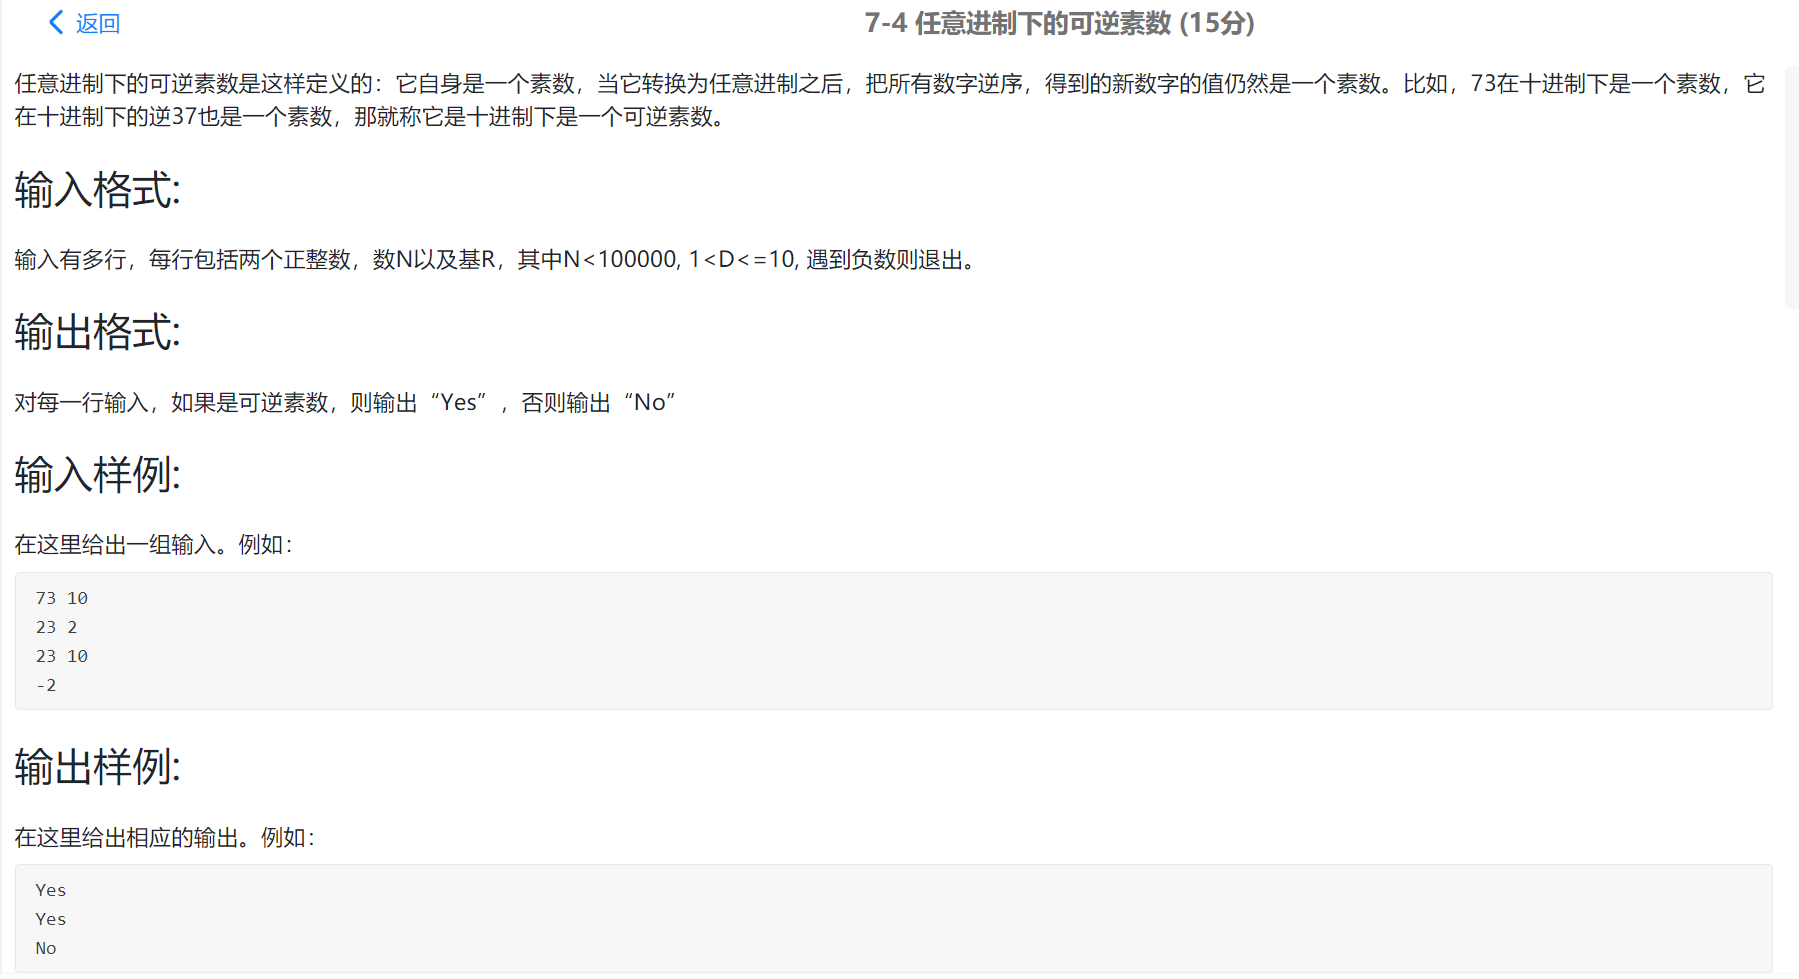 返回
7-4 任意进制下的可逆素数 (15分)
任意进制下的可逆素数是这样定义的：它自身是一个素数，当它转换为任意进制之后，把所有数字逆序，得到的新数字的值仍然是一个素数。比如，73在十进制下是一个素数，它
在十进制下的逆37也是一个素数，那就称它是十进制下是一个可逆素数。
输入格式:
输入有多行，每行包括两个正整数，数N以及基R，其中N<100000, 1<D<=10, 遇到负数则退出。
输出格式:
对每一行输入，如果是可逆素数，则输出“Yes”，否则输出“No”
输入样例:
在这里给出一组输入。例如：
73 10
23 2
23 10
-2
输出样例:
在这里给出相应的输出。例如：
Yes
Yes
No